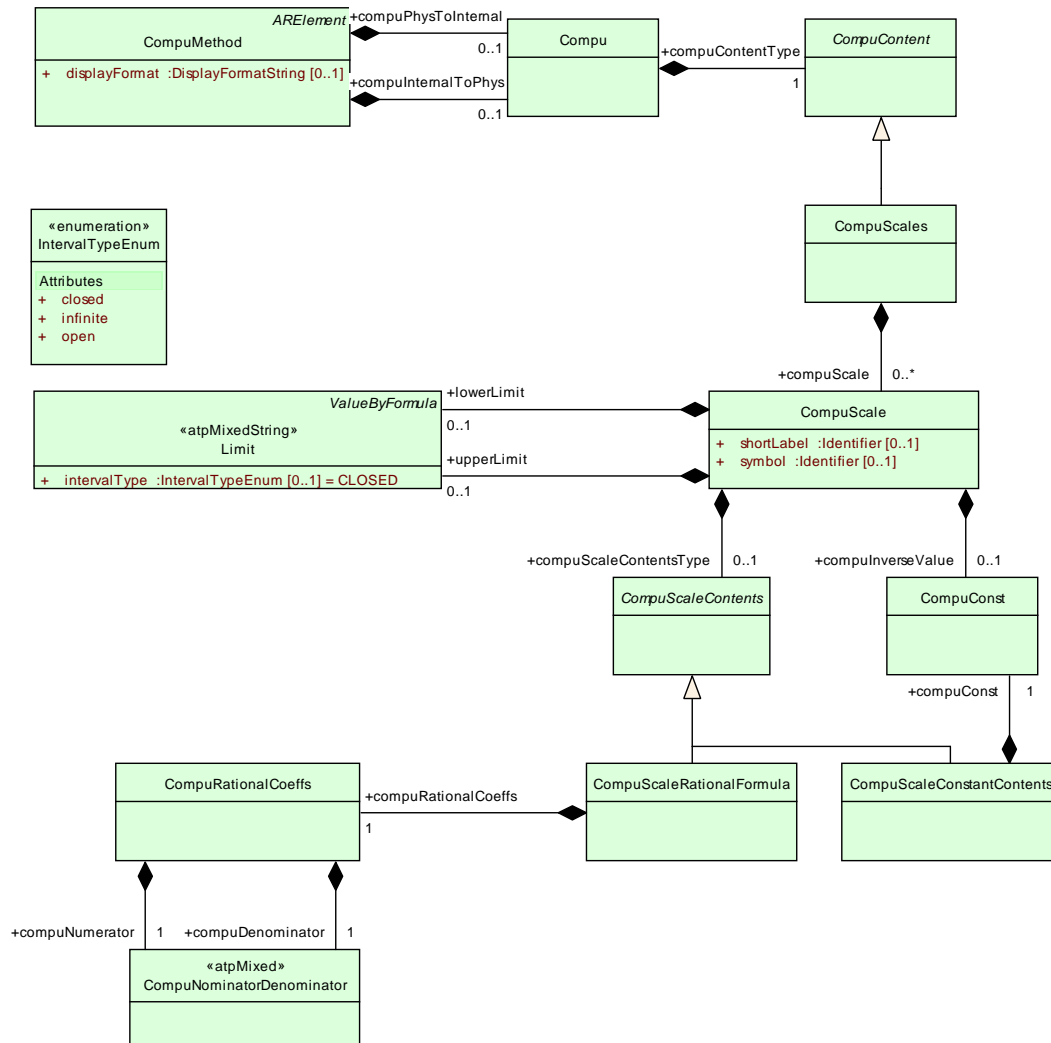 ARElement
CompuMethod
+ displayFormat :DisplayFormatString [0..1]
+compuPhysToInternal
0..1
+compuInternalToPhys
0..1
Compu
+compuContentType
1
CompuContent
CompuScales
«enumeration»
IntervalTypeEnum
Attributes
+ closed
+ infinite
+ open
+compuScale 0..*
ValueByFormula
«atpMixedString»
Limit
+ intervalType :IntervalTypeEnum [0..1] = CLOSED
+lowerLimit
0..1
+upperLimit
0..1
CompuScale
+ shortLabel :Identifier [0..1]
+ symbol :Identifier [0..1]
+compuScaleContentsType 0..1
+compuInverseValue 0..1
CompuScaleContents
CompuConst
+compuConst 1
CompuRationalCoeffs
+compuRationalCoeffs
1
CompuScaleRationalFormula
CompuScaleConstantContents
+compuNumerator 1
+compuDenominator 1
«atpMixed»
CompuNominatorDenominator